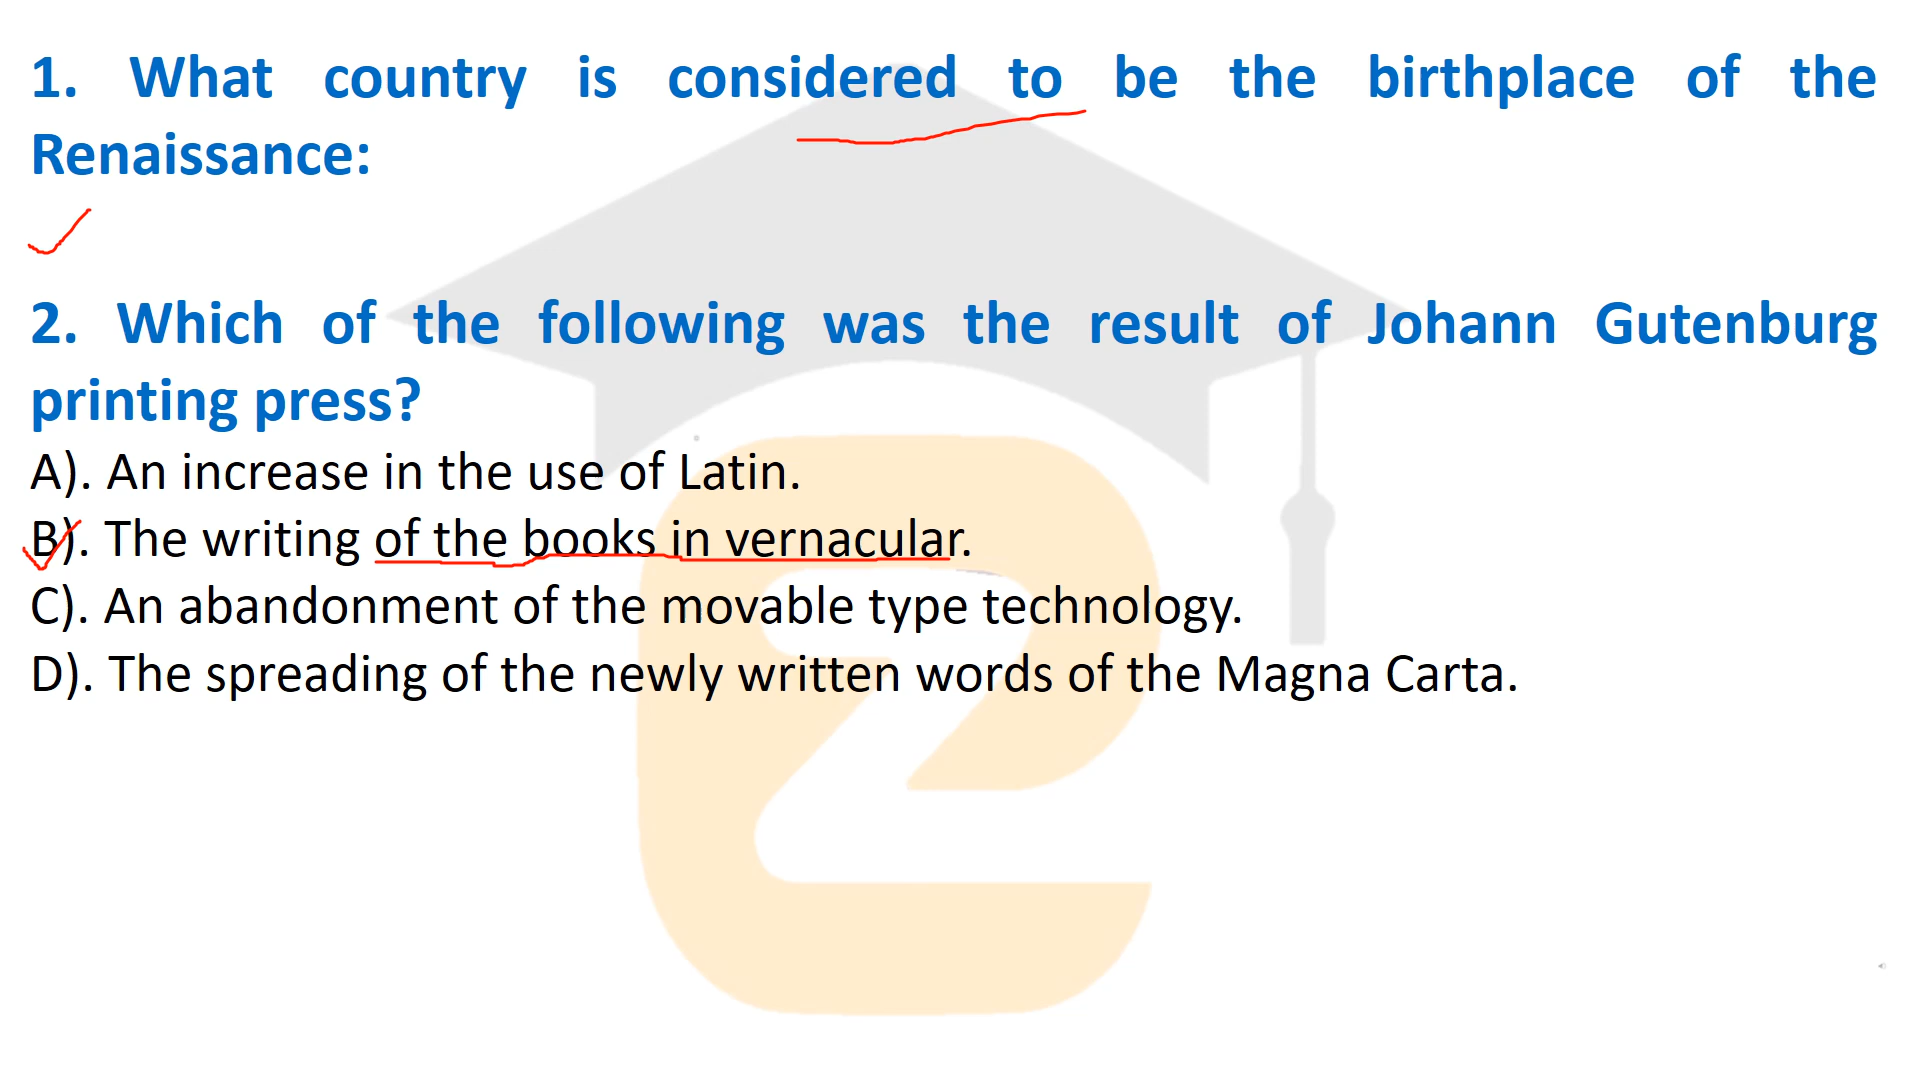 1. What country is considered to be the birthplace of the
Renaissance:
2. Which of the following was the result of Johann Gutenburg
printing press?
A). An increase in the use of Latin.
B). The writing of the books in vernacular.
C). An abandonment of the movable type technology.
D). The spreading of the newly written words of the Magna Carta.